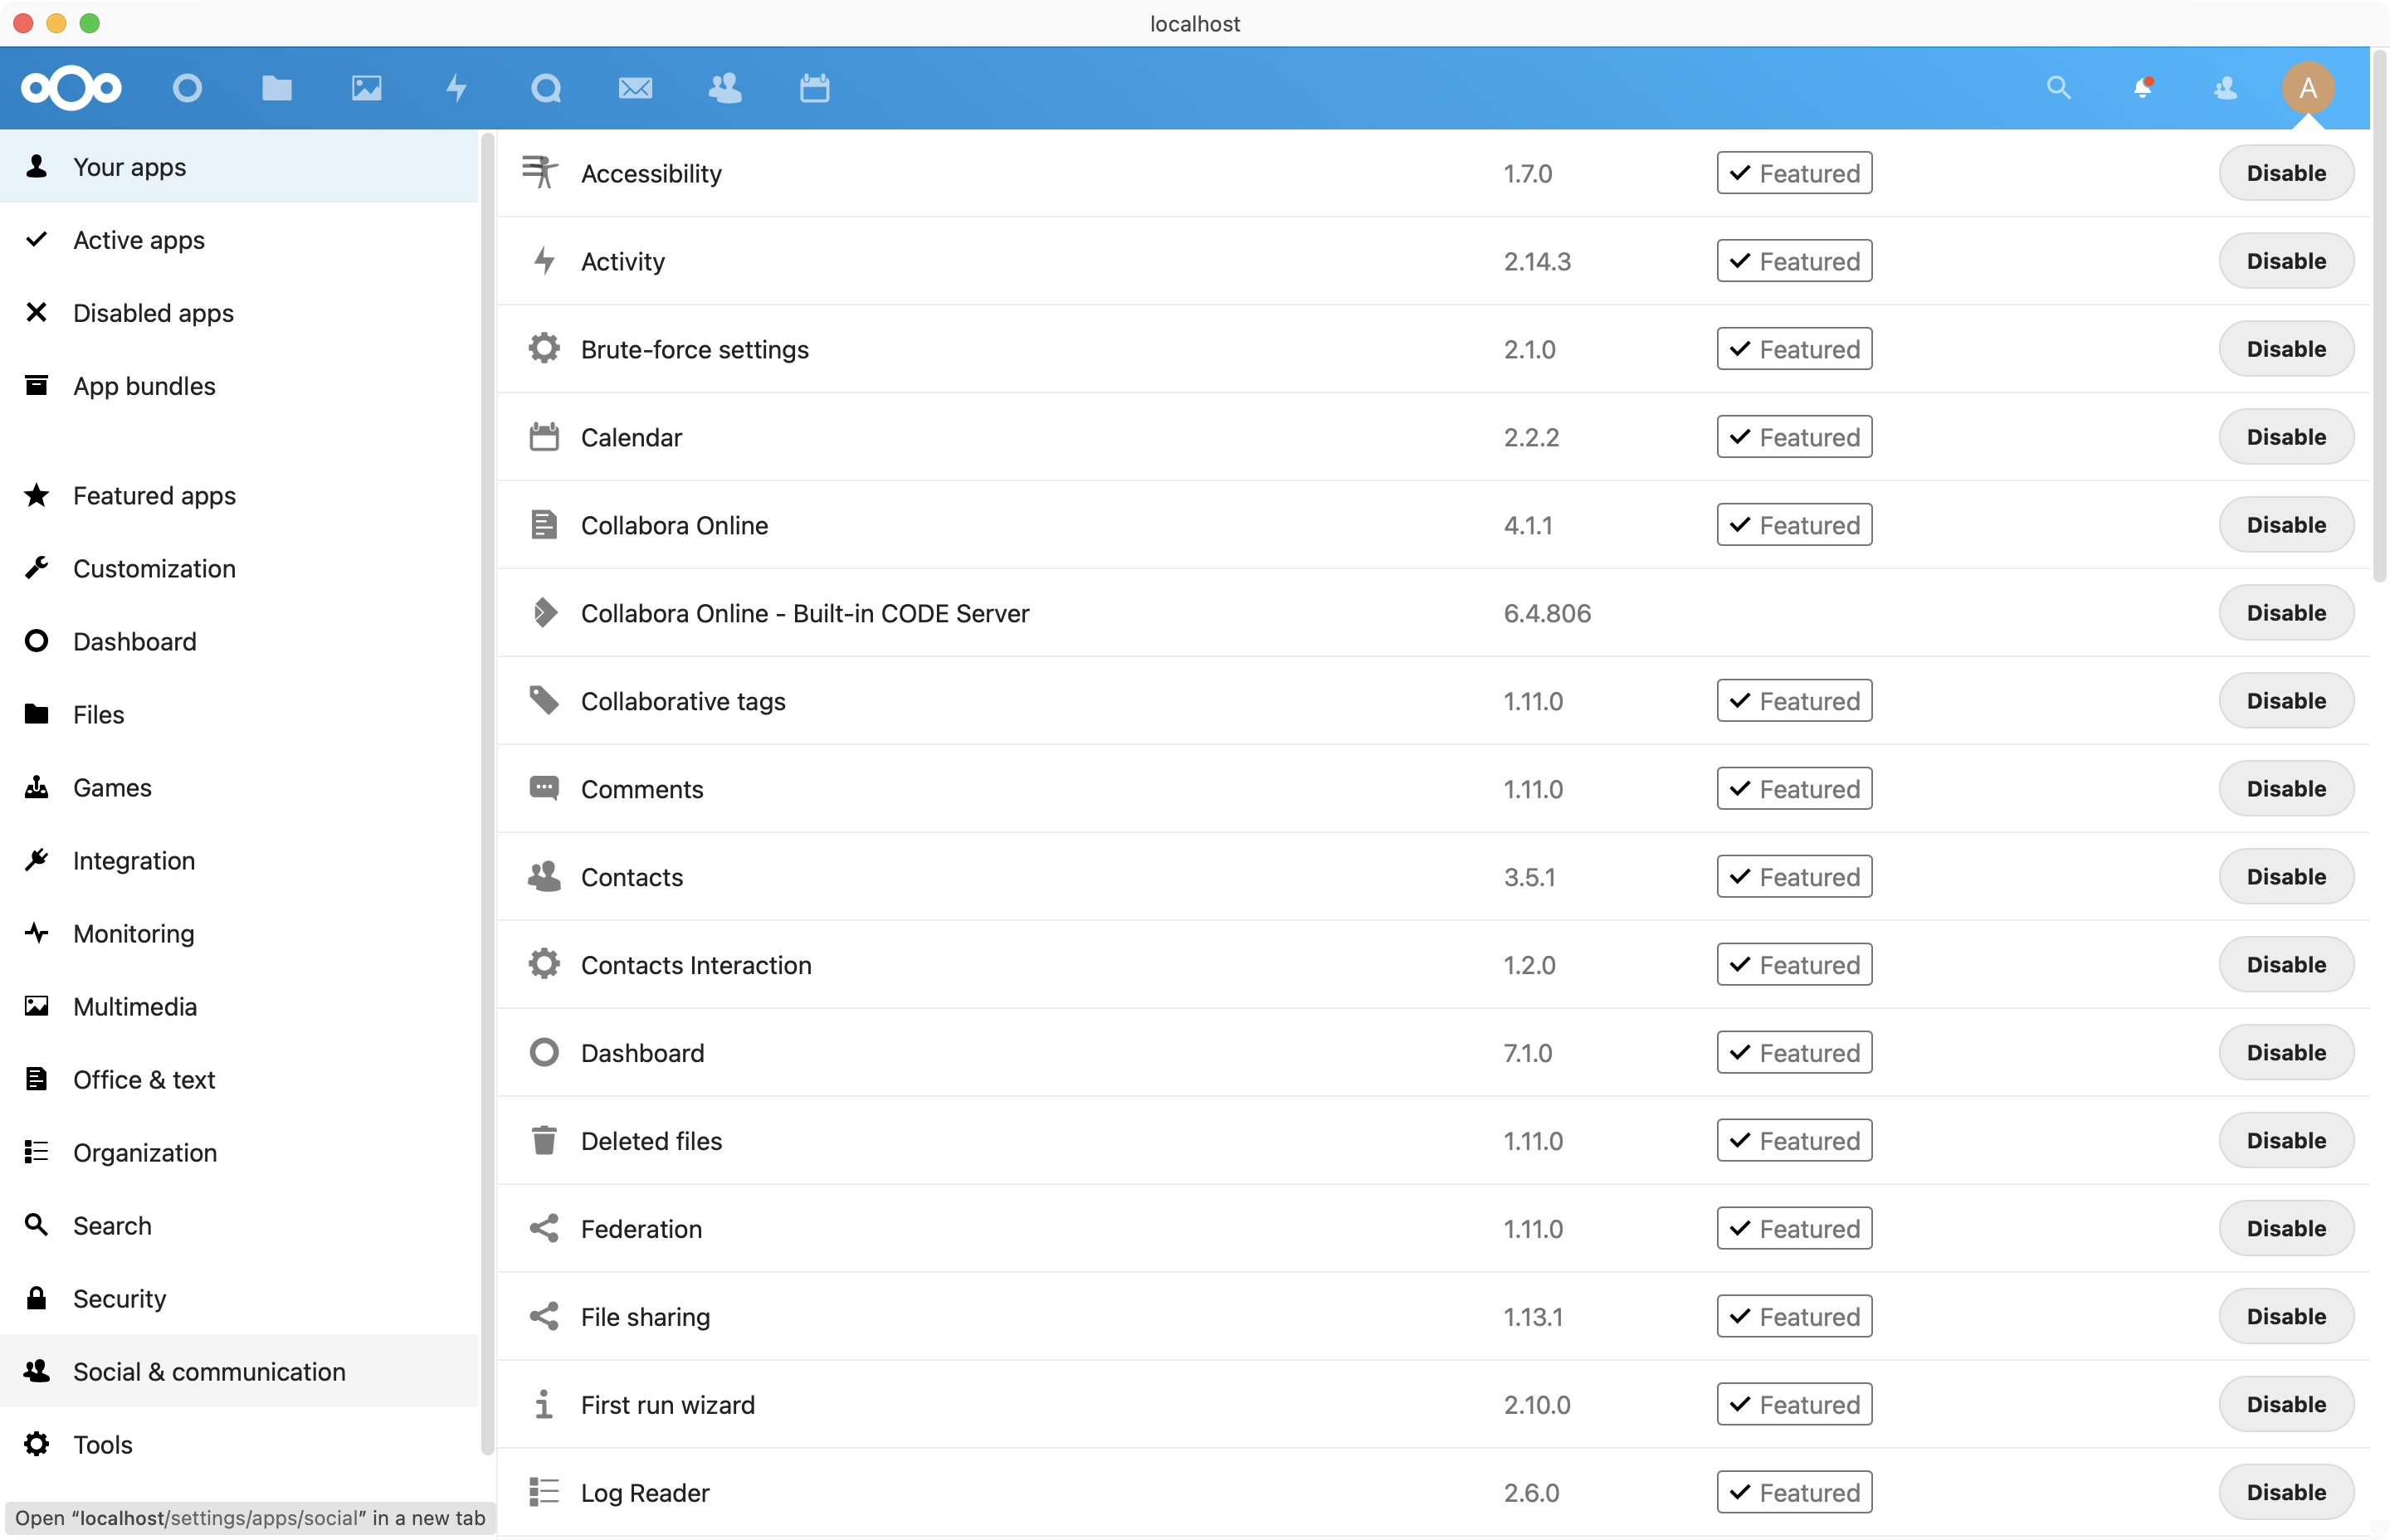 localhost
A
Your apps
Active apps
Disabled apps
App bundles
Featured apps
Customization
Dashboard
Files
Games
Integration
Monitoring
Multimedia
Office & text
Organization
Search
Security
Social & communication
Tools
Open “localhost/settings/apps/social” in a new tab
Accessibility 1.7.0 Featured Disable
Activity 2.14.3 Featured Disable
Brute-force settings 2.1.0 Featured Disable
Calendar 2.2.2 Featured Disable
Collabora Online 4.1.1 Featured Disable
Collabora Online - Built-in CODE Server 6.4.806 Disable
Collaborative tags 1.11.0 Featured Disable
Comments 1.11.0 Featured Disable
Contacts 3.5.1 Featured Disable
Contacts Interaction 1.2.0 Featured Disable
Dashboard 7.1.0 Featured Disable
Deleted files 1.11.0 Featured Disable
Federation 1.11.0 Featured Disable
File sharing 1.13.1 Featured Disable
First run wizard 2.10.0 Featured Disable
Log Reader 2.6.0 Featured Disable